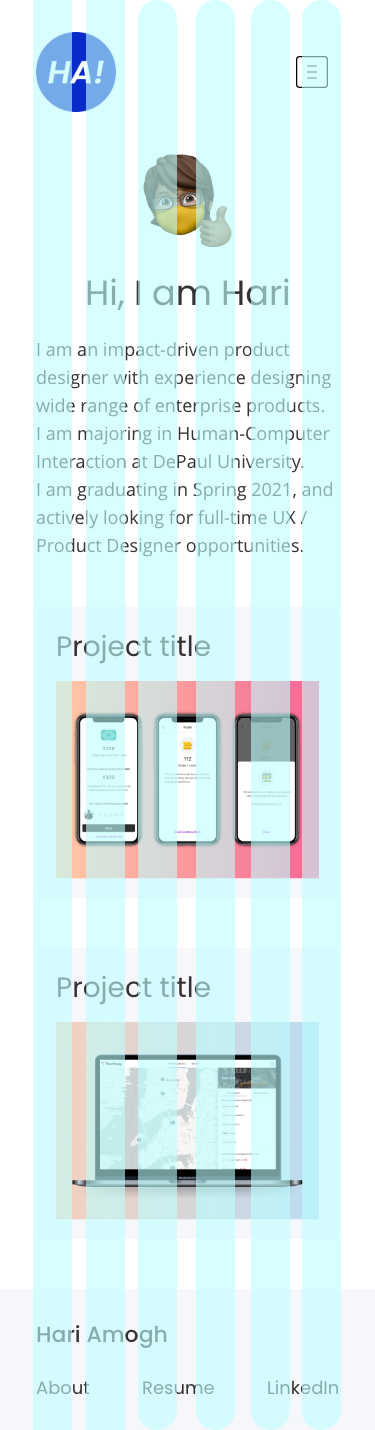 HA!
Hi, I am Hari
I am an impact-driven product
designer with experience designing
wide range of enterprise products.
I am majoring in Human-Computer
Interaction at DePaul University.
I am graduating in Spring 2021, and
actively looking for full-time UX /
Product Designer opportunities.
Project title
112
Project title
Hari Amogh
About Resume LinkedIn